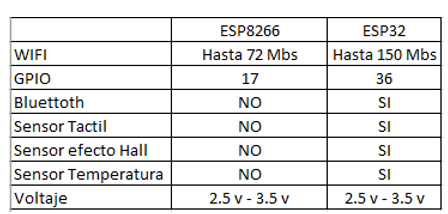 ESP8266 ESP32
WIFI Hasta 72 Mbs Hasta 150 Mbs
GPIO 17 36
Bluettoth NO SI
Sensor Tactil NO SI
Sensor efecto Hall NO SI
Sensor Temperatura NO SI
Voltaje 2.5 v - 3.5 v 2.5 v - 3.5 v